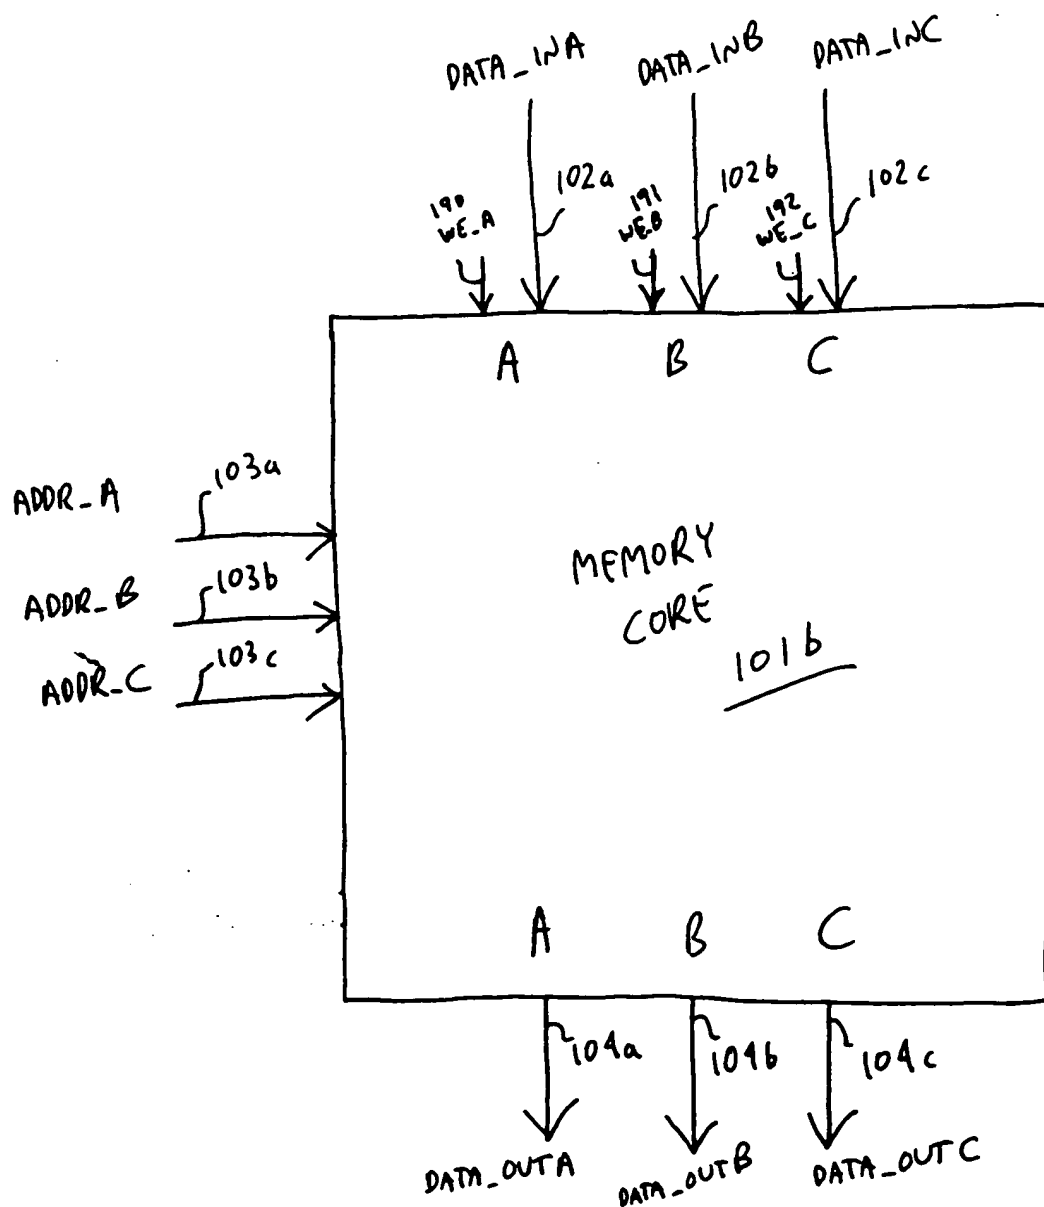 DATA_INA
DATA_INB
DATA_INC
102a
102b
102c
190
WE_A
191
WE_B
192
WE_C
A
B
C
ADDR_A
103a
ADDR_B
103b
ADDR_C
103c
MEMORY
CORE
101b
A
B
C
104a
104b
104c
DATA_OUTA
DATA_OUTB
DATA_OUTC